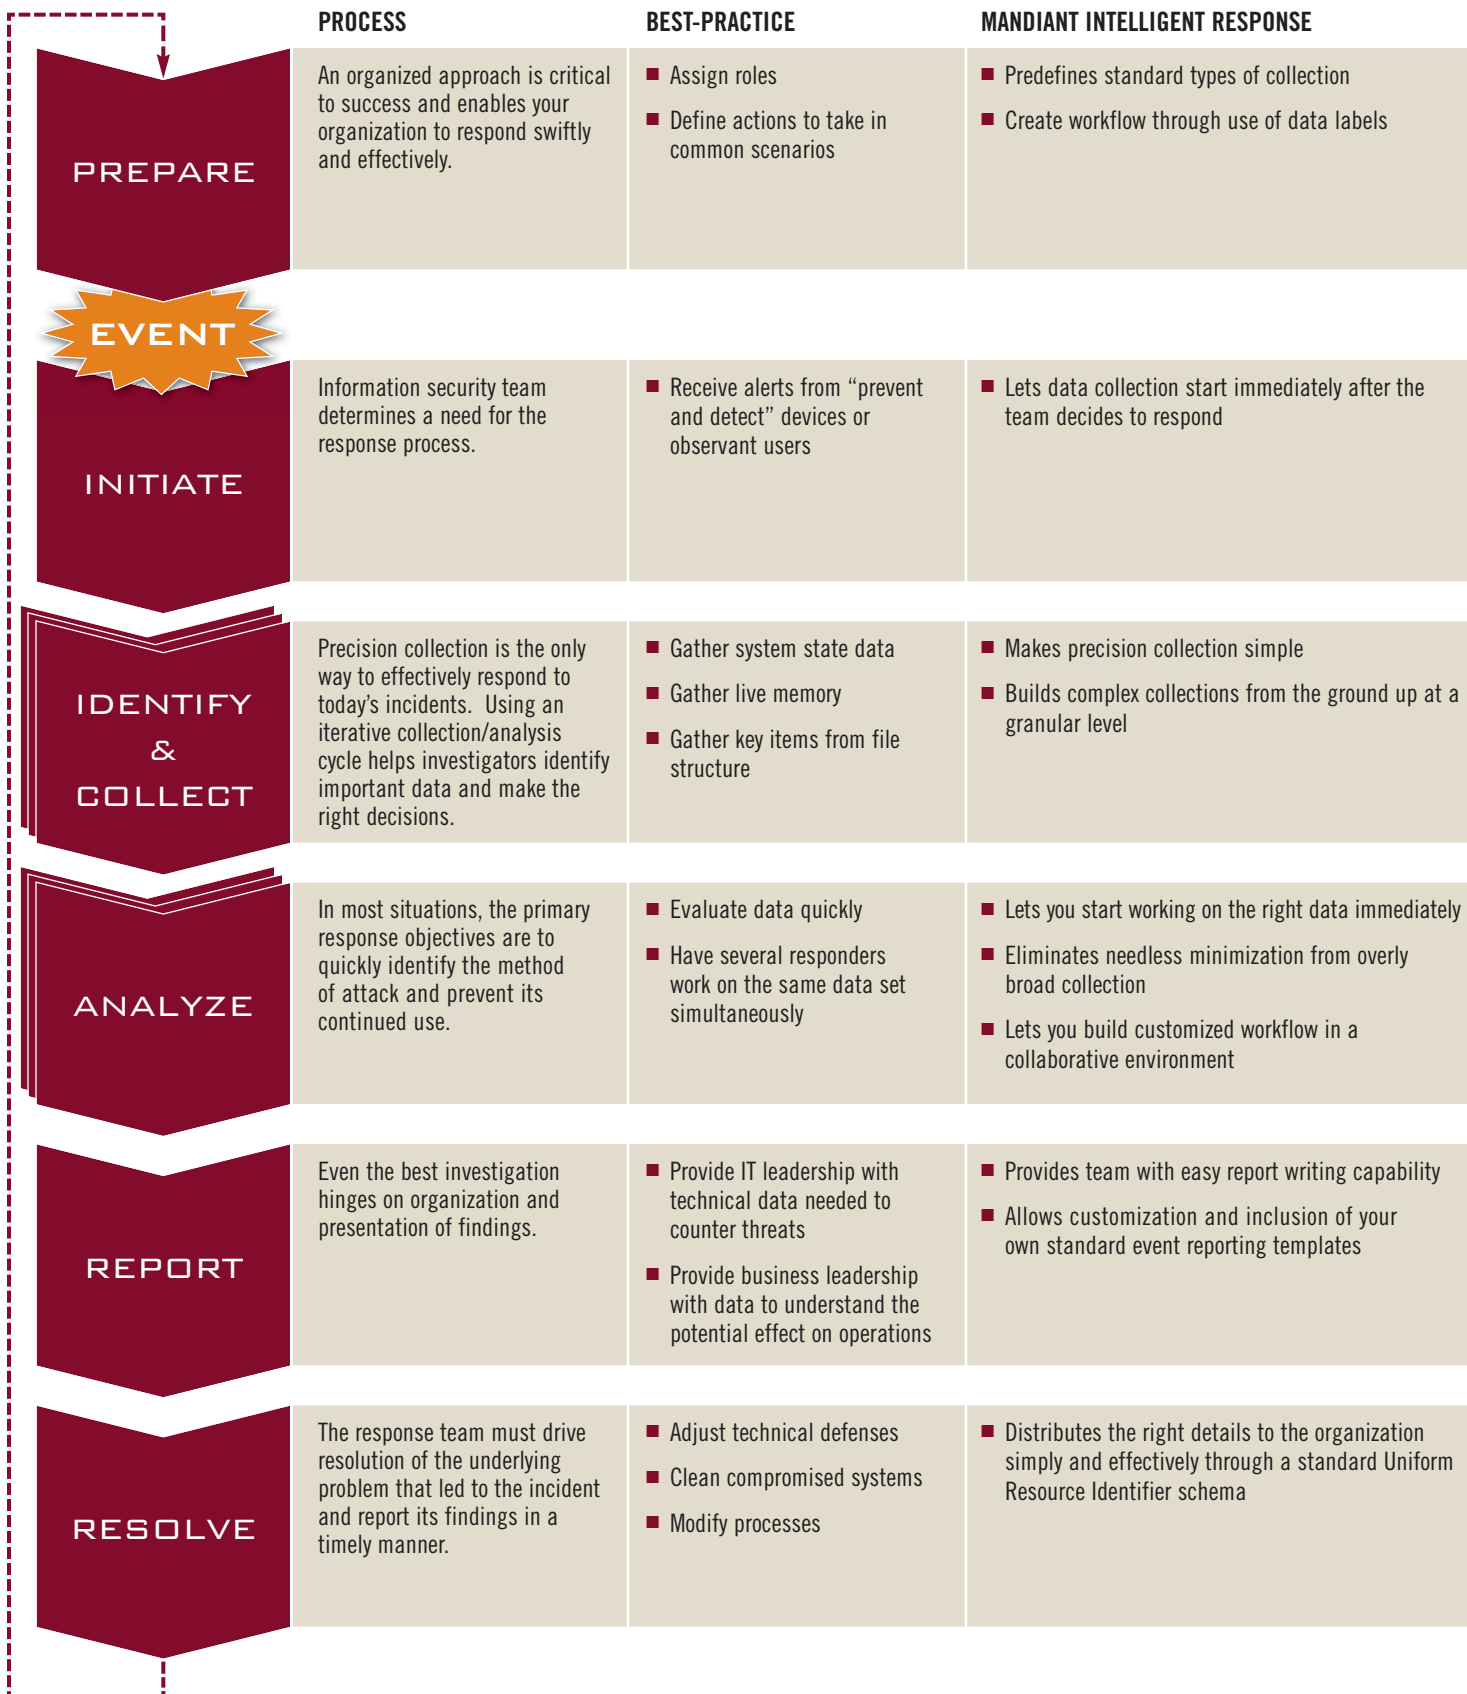 PROCESS
BEST-PRACTICE
MANDIANT INTELLIGENT RESPONSE
PREPARE
An organized approach is critical
to success and enables your
organization to respond swiftly
and effectively.
■ Assign roles
■ Define actions to take in
common scenarios
■ Predefines standard types of collection
■ Create workflow through use of data labels
EVENT
INITIATE
Information security team
determines a need for the
response process.
■ Receive alerts from “prevent
and detect” devices or
observant users
■ Lets data collection start immediately after the
team decides to respond
IDENTIFY
&
COLLECT
Precision collection is the only
way to effectively respond to
today’s incidents.  Using an
iterative collection/analysis
cycle helps investigators identify
important data and make the
right decisions.
■ Gather system state data
■ Gather live memory
■ Gather key items from file
structure
■ Makes precision collection simple
■ Builds complex collections from the ground up at a
granular level
ANALYZE
In most situations, the primary
response objectives are to
quickly identify the method
of attack and prevent its
continued use.
■ Evaluate data quickly
■ Have several responders
work on the same data set
simultaneously
■ Lets you start working on the right data immediately
■ Eliminates needless minimization from overly
broad collection
■ Lets you build customized workflow in a
collaborative environment
REPORT
Even the best investigation
hinges on organization and
presentation of findings.
■ Provide IT leadership with
technical data needed to
counter threats
■ Provide business leadership
with data to understand the
potential effect on operations
■ Provides team with easy report writing capability
■ Allows customization and inclusion of your
own standard event reporting templates
RESOLVE
The response team must drive
resolution of the underlying
problem that led to the incident
and report its findings in a
timely manner.
■ Adjust technical defenses
■ Clean compromised systems
■ Modify processes
■ Distributes the right details to the organization
simply and effectively through a standard Uniform
Resource Identifier schema